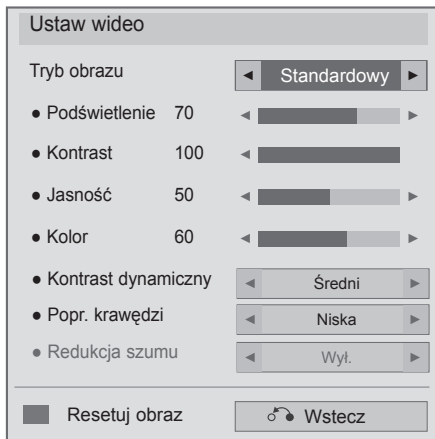 Ustaw wideo
Tryb obrazu ◄ Standardowy ►
● Podświetlenie 70 ◄ ►
● Kontrast 100 ◄
● Jasność 50 ◄ ►
● Kolor 60 ◄ ►
● Kontrast dynamiczny ◄ Średni ►
● Popr. krawędzi ◄ Niska ►
● Redukcja szumu ◄ Wył. ►
Resetuj obraz Wstecz